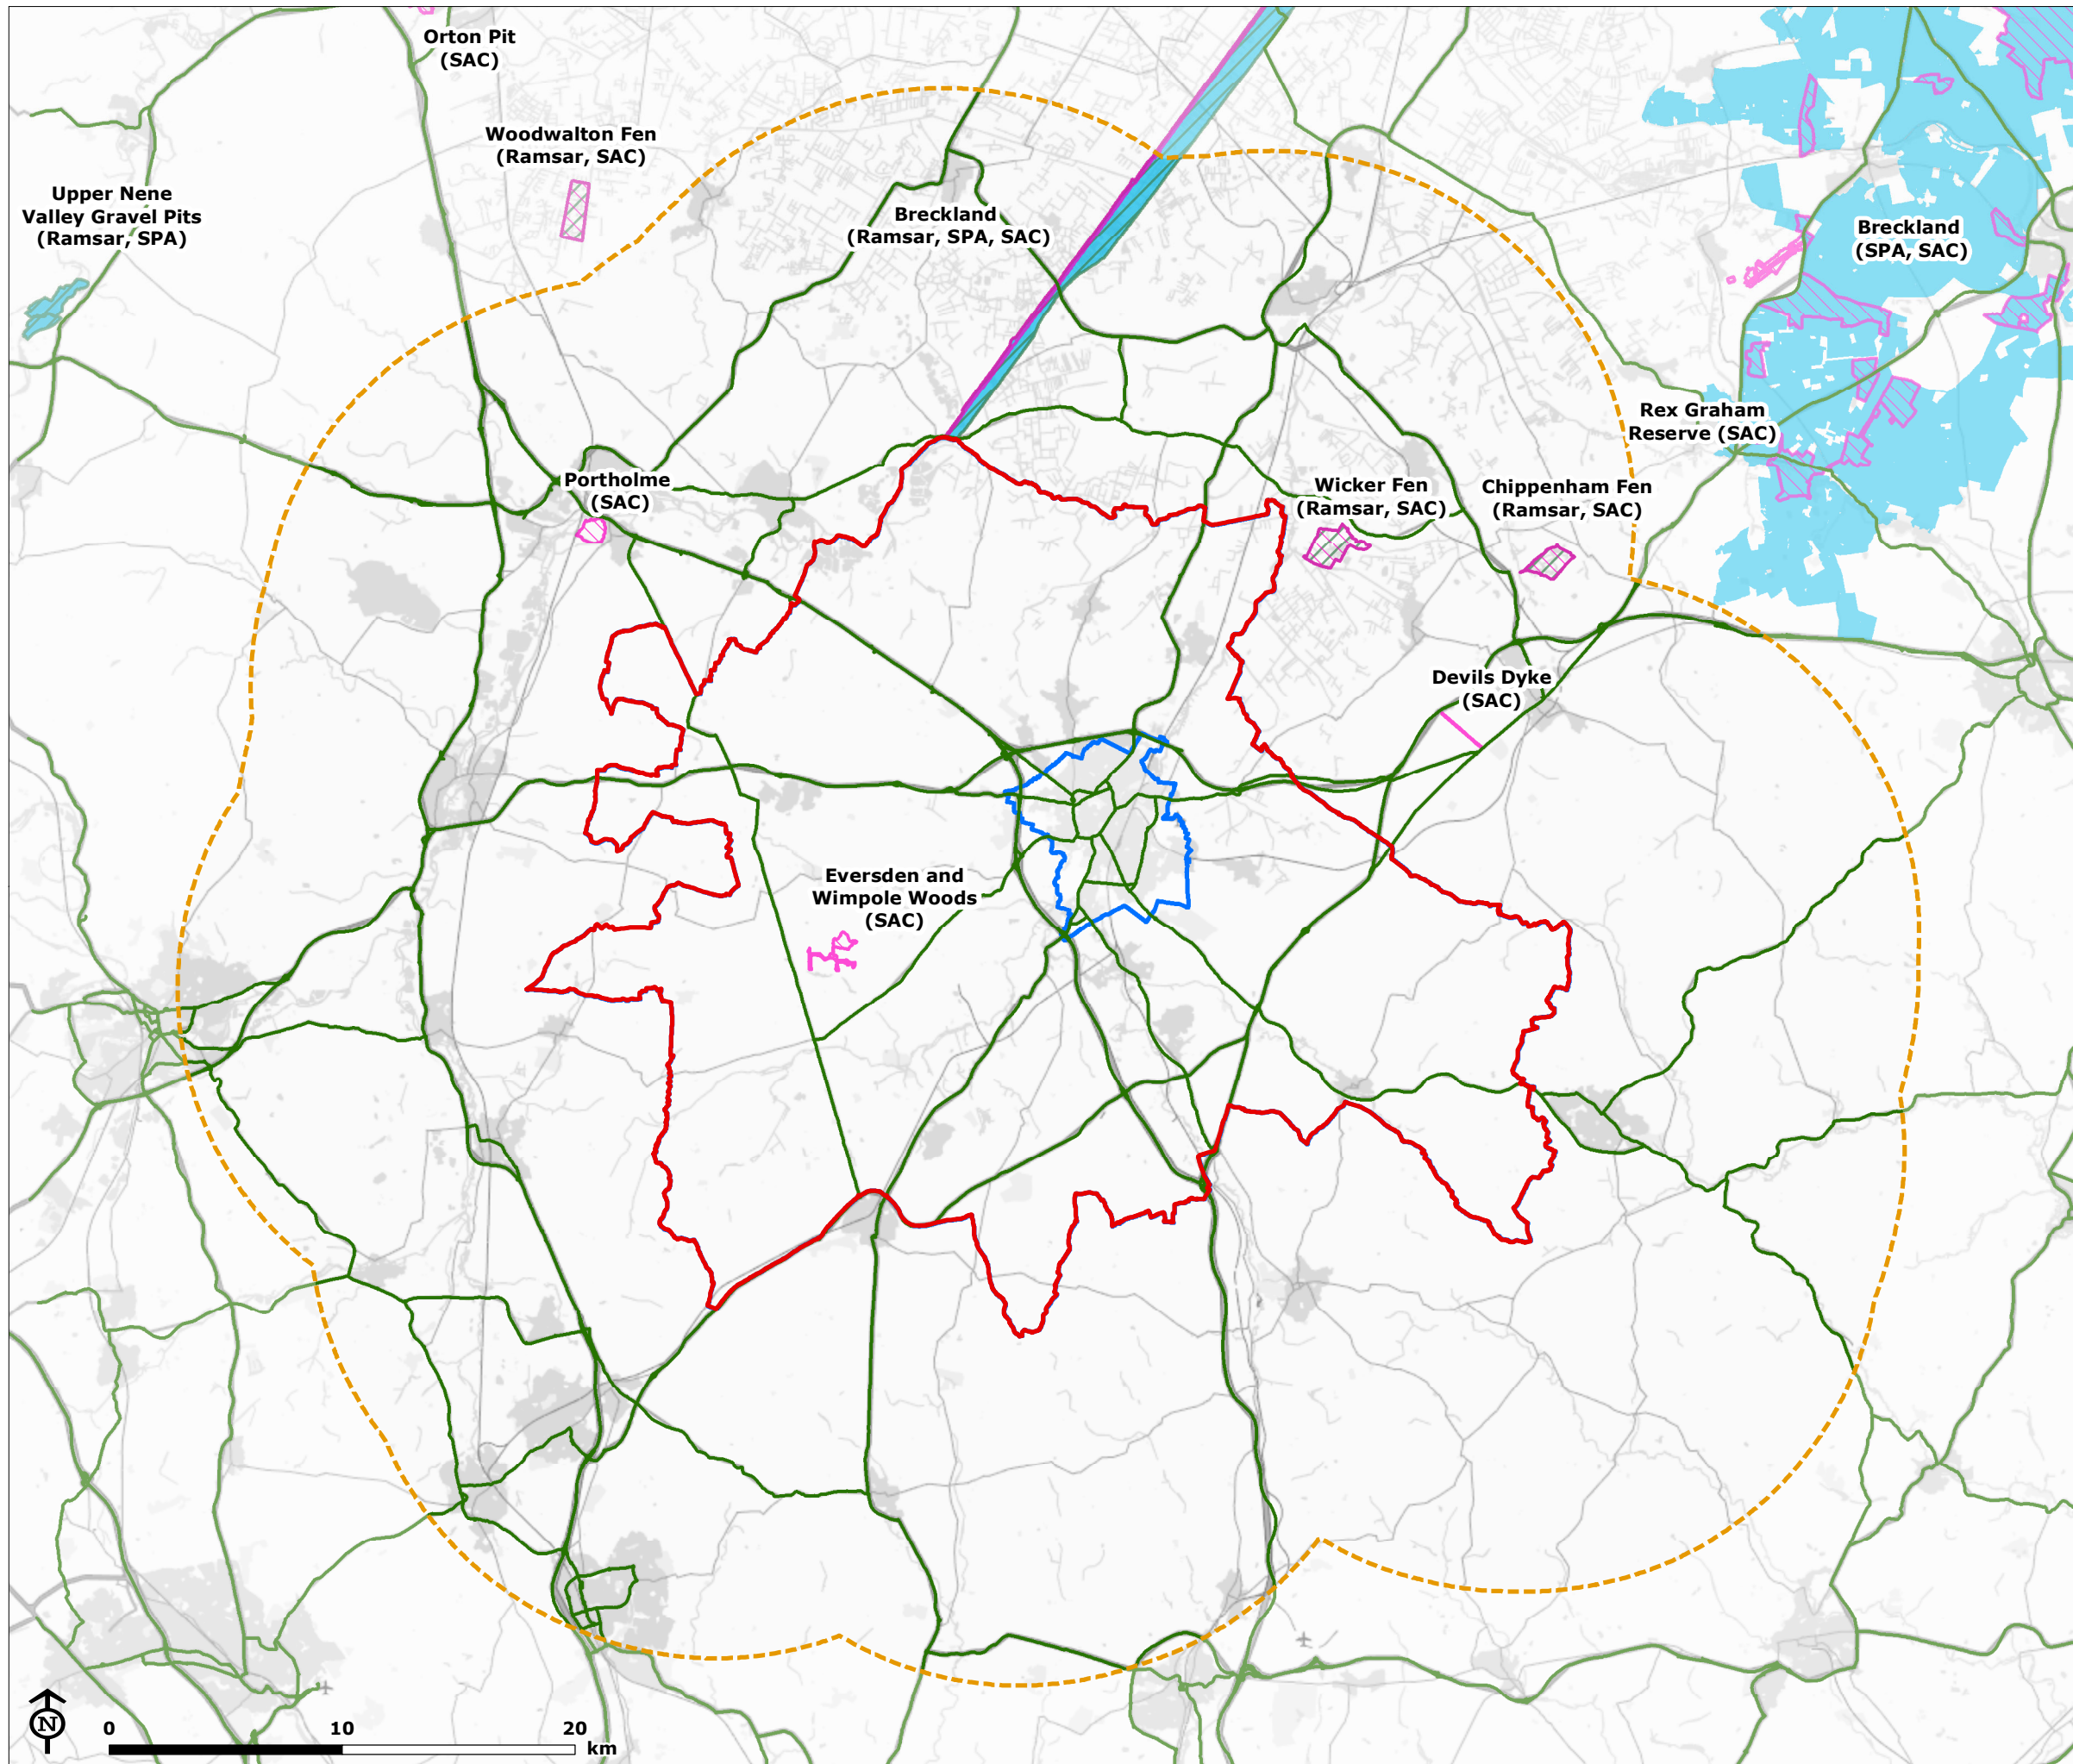 Orton Pit
(SAC)
Woodwalton Fen
(Ramsar, SAC)
Upper Nene
Valley Gravel Pits
(Ramsar, SPA)
Breckland
(Ramsar, SPA, SAC)
Breckland
(SPA, SAC)
Rex Graham
Reserve (SAC)
Portholme
(SAC)
Wicker Fen
(Ramsar, SAC)
Chippenham Fen
(Ramsar, SAC)
Devils Dyke
(SAC)
Eversden and
Wimpole Woods
(SAC)
N
0 10 20
km